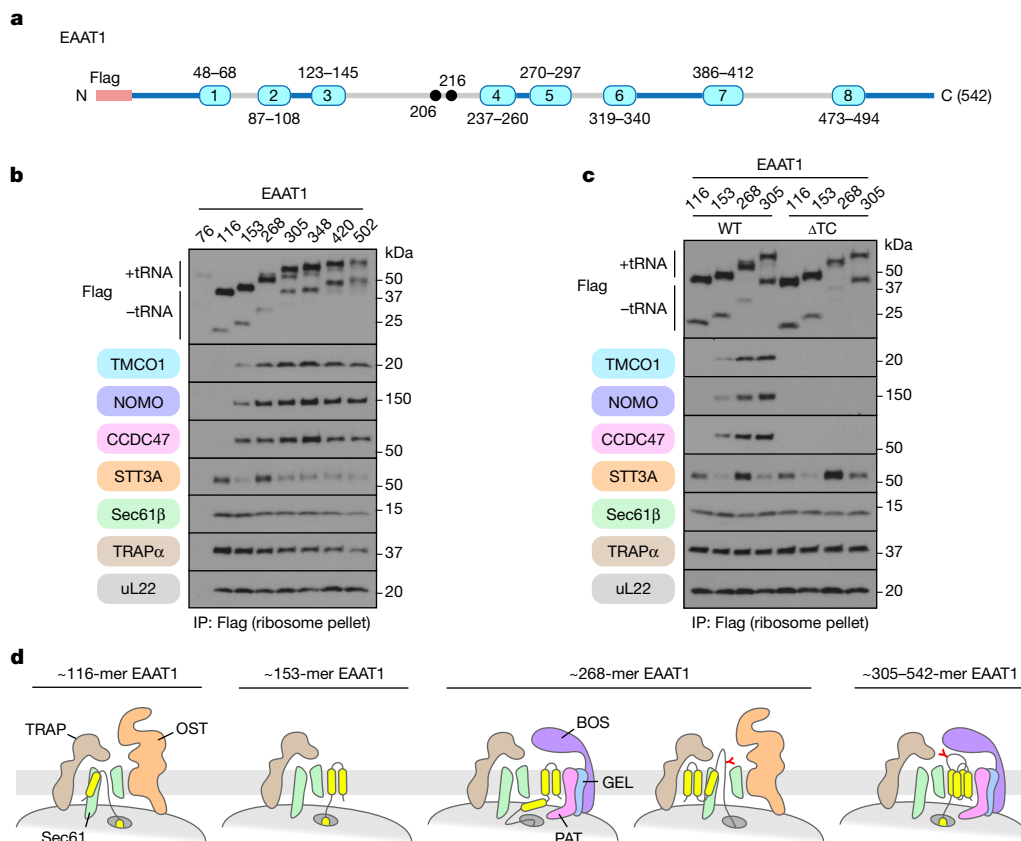 a
EAAT1
Flag
48–68
123–145
216
270–297
386–412
N
1
2
3
4
5
6
7
8
C (542)
87–108
206
237–260
319–340
473–494
b
EAAT1
76 116 153 268 305 348 420 502
kDa
+tRNA
Flag
–tRNA
50
37
25
TMCO1
20
NOMO
150
CCDC47
50
STT3A
50
Sec61β
15
TRAPα
37
uL22
20
IP: Flag (ribosome pellet)
c
EAAT1
116 153 268 305 116 153 268 305
WT
ΔTC
kDa
+tRNA
Flag
–tRNA
50
37
25
TMCO1
20
NOMO
150
CCDC47
50
STT3A
50
Sec61β
15
TRAPα
37
uL22
20
IP: Flag (ribosome pellet)
d
~116-mer EAAT1
~153-mer EAAT1
~268-mer EAAT1
~305–542-mer EAAT1
TRAP
OST
BOS
GEL
Sec61
PAT